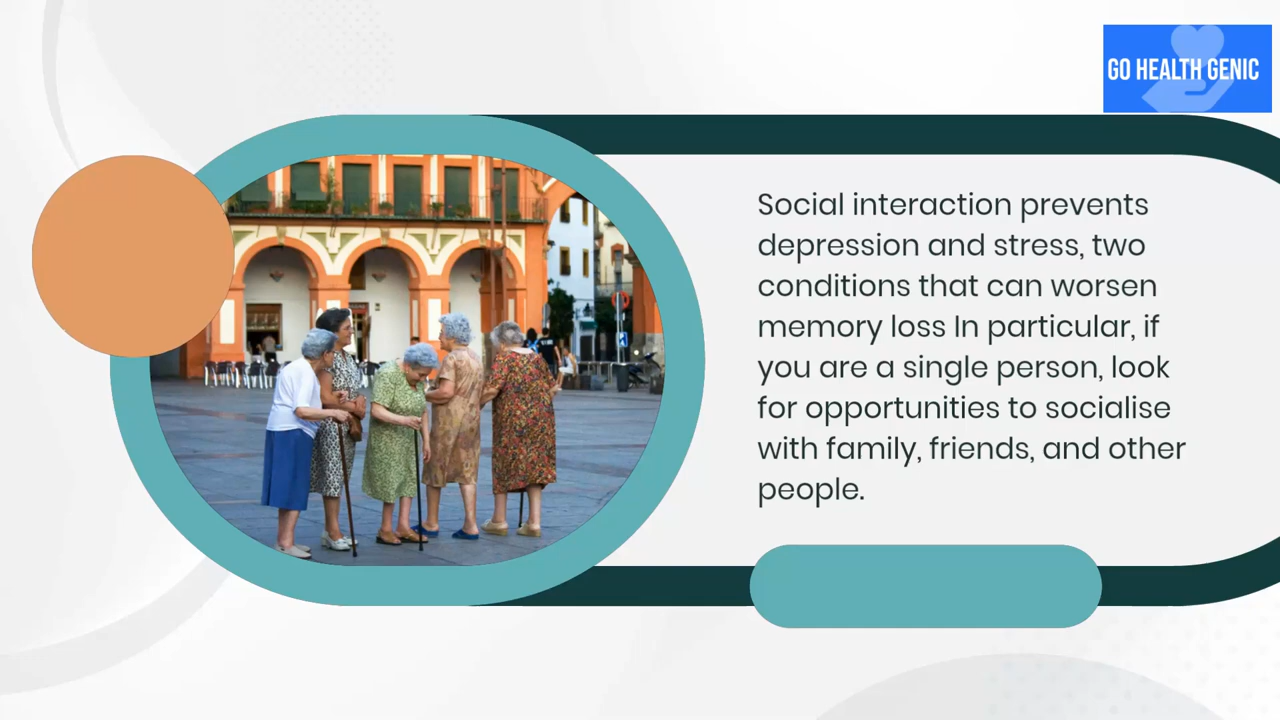 GO HEALTH GENIC
Social interaction prevents
depression and stress, two
conditions that can worsen
memory loss In particular, if
you are a single person, look
for opportunities to socialise
with family, friends, and other
people.